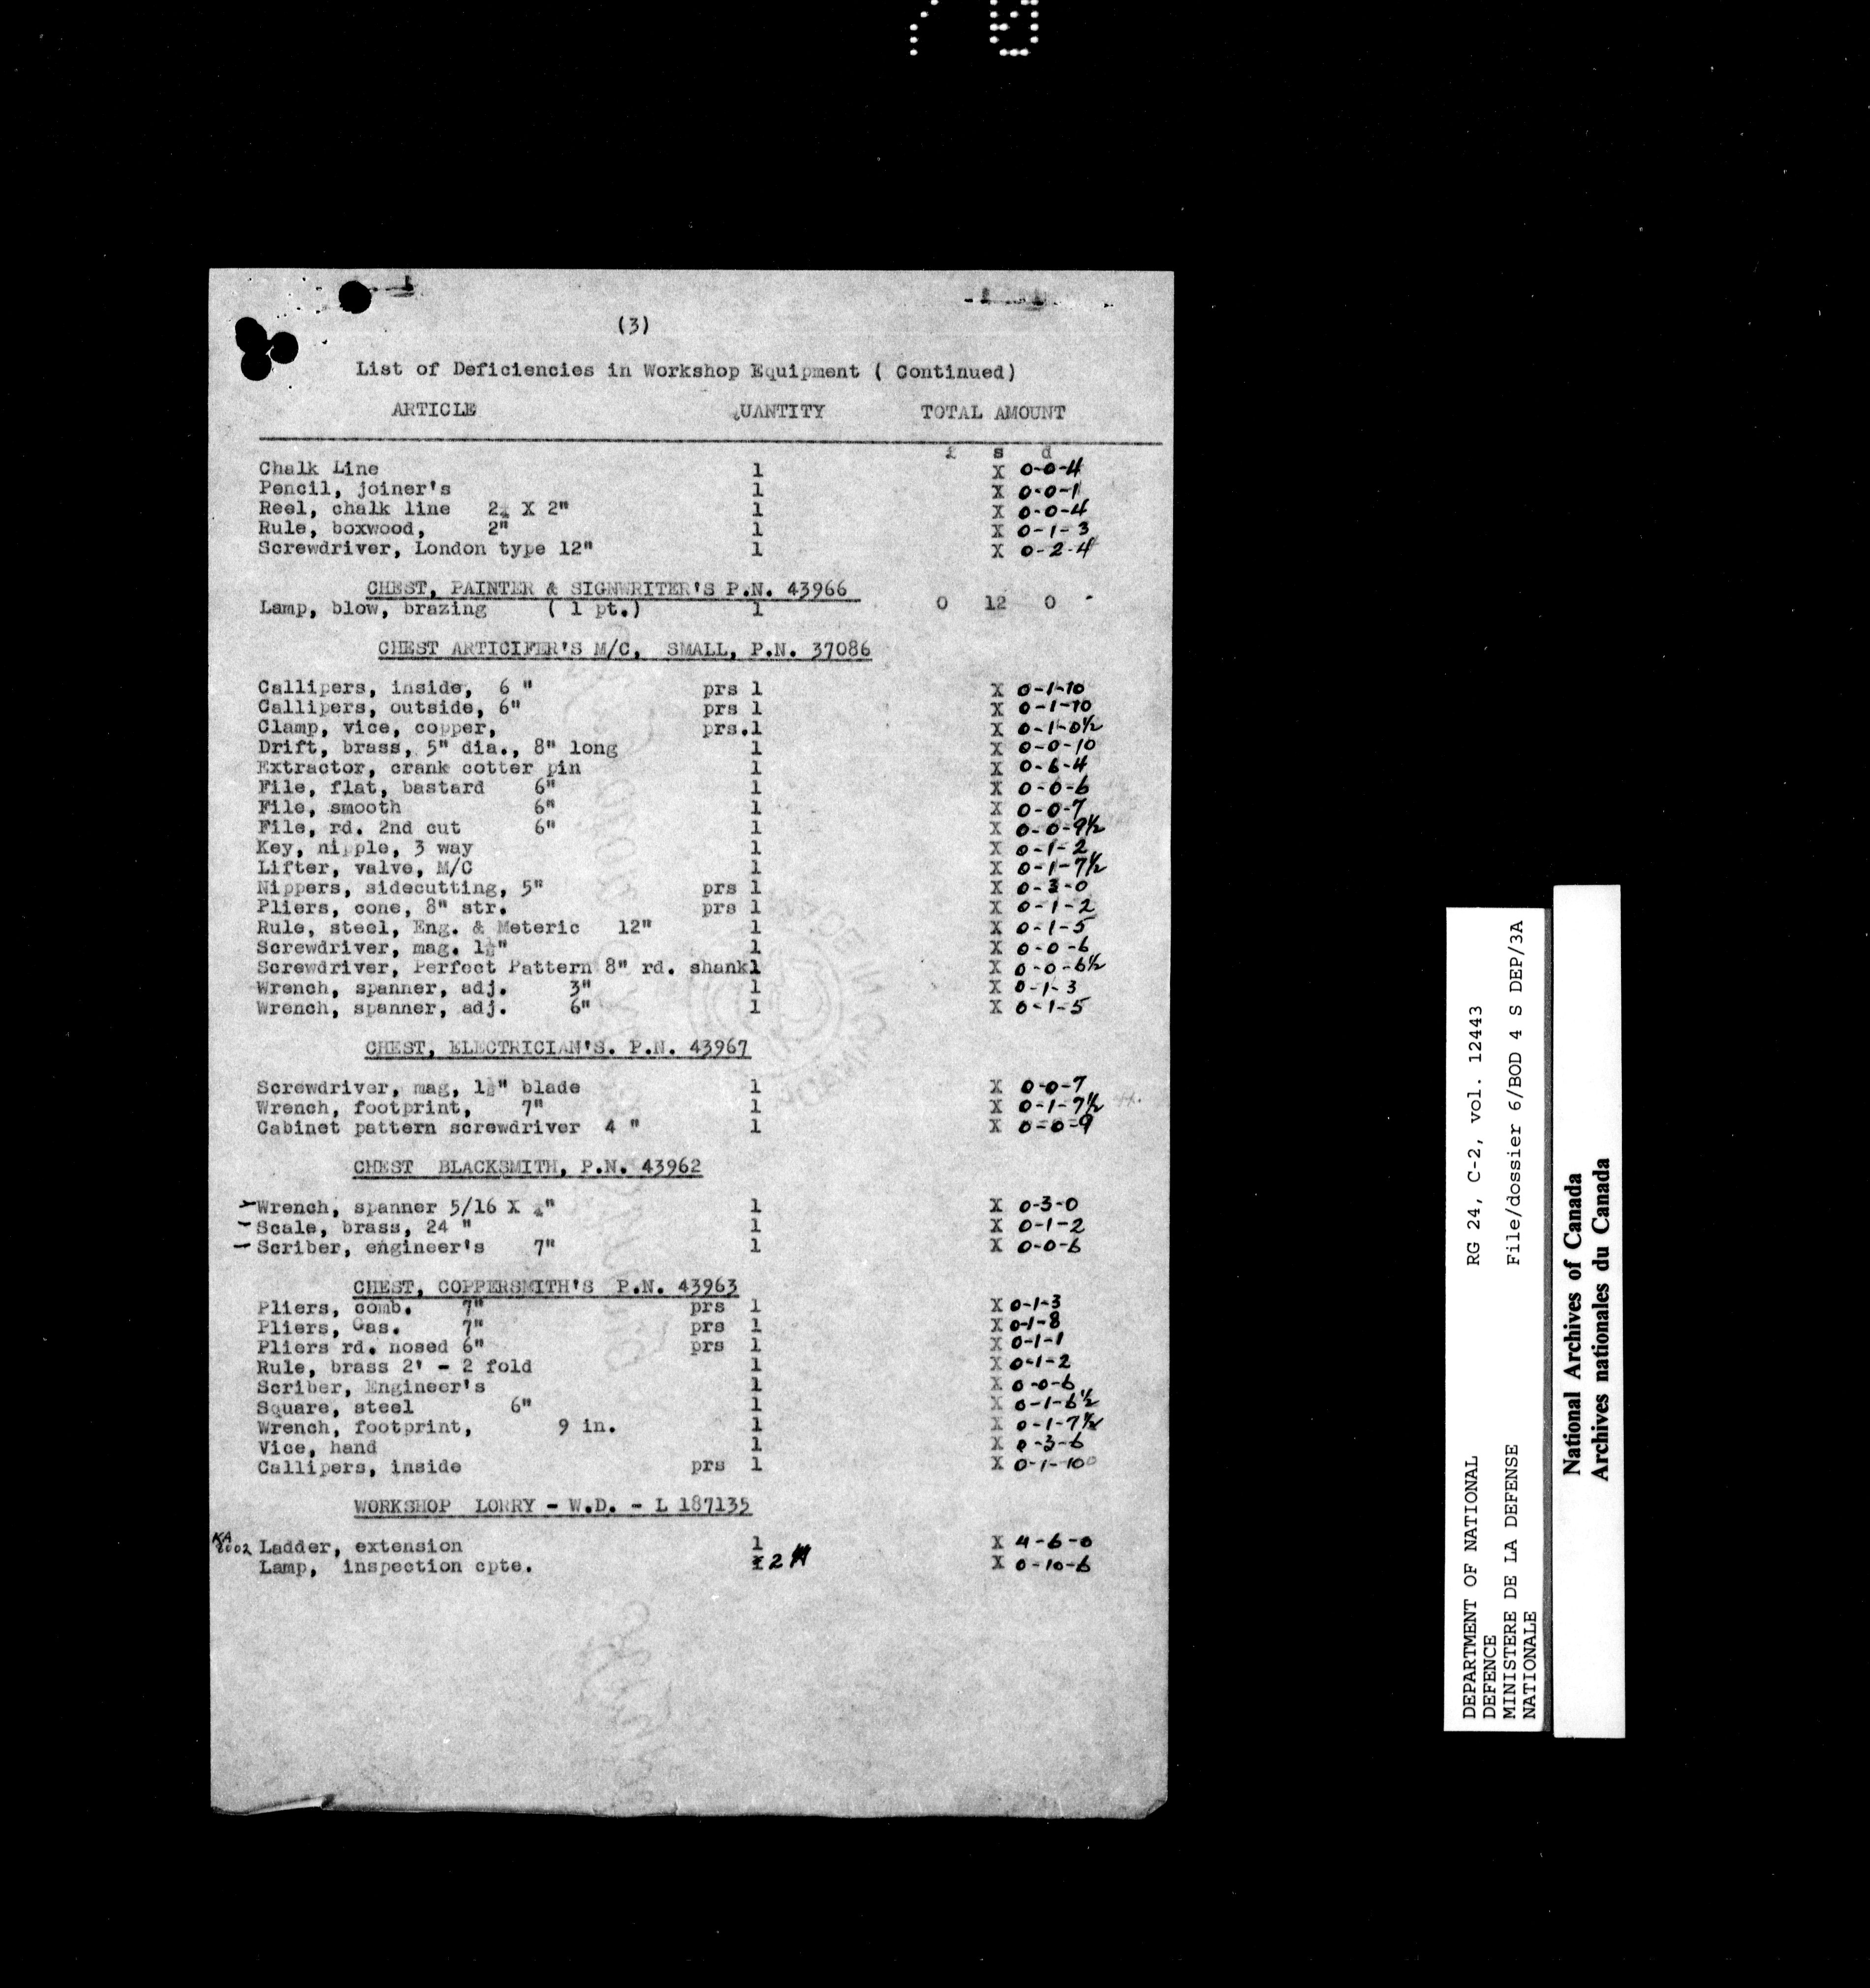 (3)
List of Deficiencies in Workshop Equipment ( Continued)
ARTICLE QUANTITY TOTAL AMOUNT
£ s d
Chalk Line 1 X 0-0-4
Pencil, joiner's 1 X 0-0-1
Reel, chalk line X 2" 1 X 0-0-4
Rule, boxwood, 2" 1 X 0-1-3
Screwdriver, London type 12" 1 X 0-2-4
CHEST, PAINTER & SIGNWRITER'S P.N. 43966
Lamp, blow, brazing ( 1 pt.) 1 0 12 0
CHEST ARTICIFER'S M/C, SMALL, P.N. 37086
Callipers, inside, 6 " prs 1 X 0-1-10
Callipers, outside, 6" prs 1 X 0-1-10
Clamp, vice, copper, prs.1 X 0-1-0½
Drift, brass, 5" dia., 8" long 1 X 0-0-10
Extractor, crank cotter pin 1 X 0-6-4
File, flat, bastard 6" 1 X 0-0-6
File, smooth 6" 1 X 0-0-7
File, rd. 2nd cut 6" 1 X 0-0-9½
Key, nipple, 3 way 1 X 0-1-2
Lifter, valve, M/C 1 X 0-1-7½
Nippers, sidecutting, 5" prs 1 X 0-3-0
Pliers, cone, 8" str. prs 1 X 0-1-2
Rule, steel, Eng. & Meteric 12" 1 X 0-1-5
Screwdriver, mag. 1 X 0-0-6
Screwdriver, Perfect Pattern 8" rd. shank1 X 0-0-6½
Wrench, spanner, adj. 3" 1 X 0-1-3
Wrench, spanner, adj. 6" 1 X 0-1-5
CHEST, ELECTRICIAN'S. P.N. 43967
Screwdriver, mag, blade 1 X 0-0-7
Wrench, footprint, 7" 1 X 0-1-7½
Cabinet pattern screwdriver 4 " 1 X 0=0=9
CHEST BLACKSMITH, P.N. 43962
Wrench, spanner 5/16 X 1 X 0-3-0
Scale, brass, 24 " 1 X 0-1-2
Scriber, engineer's 7" 1 X 0-0-6
CHEST, COPPERSMITH'S P.N. 43963
Pliers, comb. 7" prs 1 X 0-1-3
Pliers, Gas. 7" prs 1 X 0-1-8
Pliers rd. nosed 6" prs 1 X 0-1-1
Rule, brass 2' - 2 fold 1 X 0-1-2
Scriber, Engineer's 1 X 0-0-6
Square, steel 6" 1 X 0-1-6½
Wrench, footprint, 9 in. 1 X 0-1-7½
Vice, hand 1 X 0-3-6
Callipers, inside prs 1 X 0-1-10
WORKSHOP LORRY - W.D. - L 187135
KA
8002 Ladder, extension 1 X 4-6-0
Lamp, inspection cpte. 2 X 0-10-6
DEPARTMENT OF NATIONAL RG 24, C-2, vol. 12443
DEFENCE
MINISTERE DE LA DEFENSE File/dossier 6/BOD 4 S DEP/3A
NATIONALE
National Archives of Canada
Archives nationales du Canada